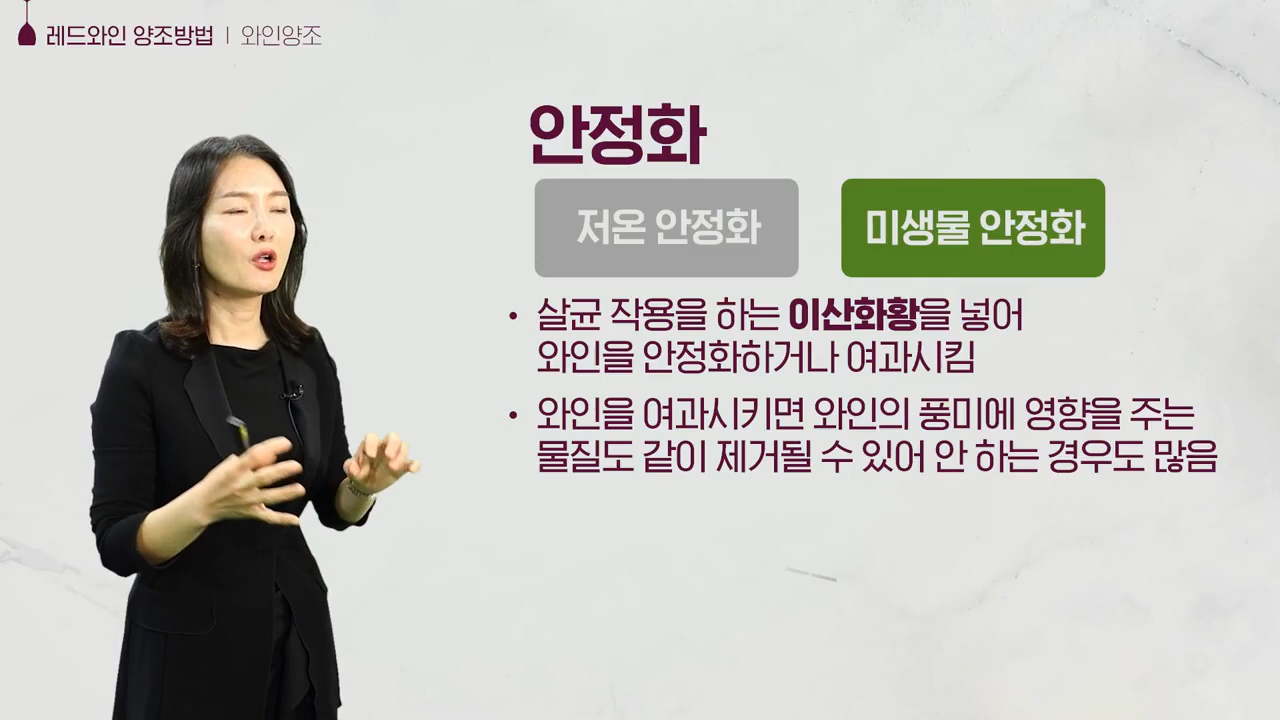 레드와인 양조방법 | 와인양조
안정화
저온 안정화
미생물 안정화
• 살균 작용을 하는 이산화황을 넣어
와인을 안정화하거나 여과시킴
• 와인을 여과시키면 와인의 풍미에 영향을 주는
물질도 같이 제거될 수 있어 안 하는 경우도 많음